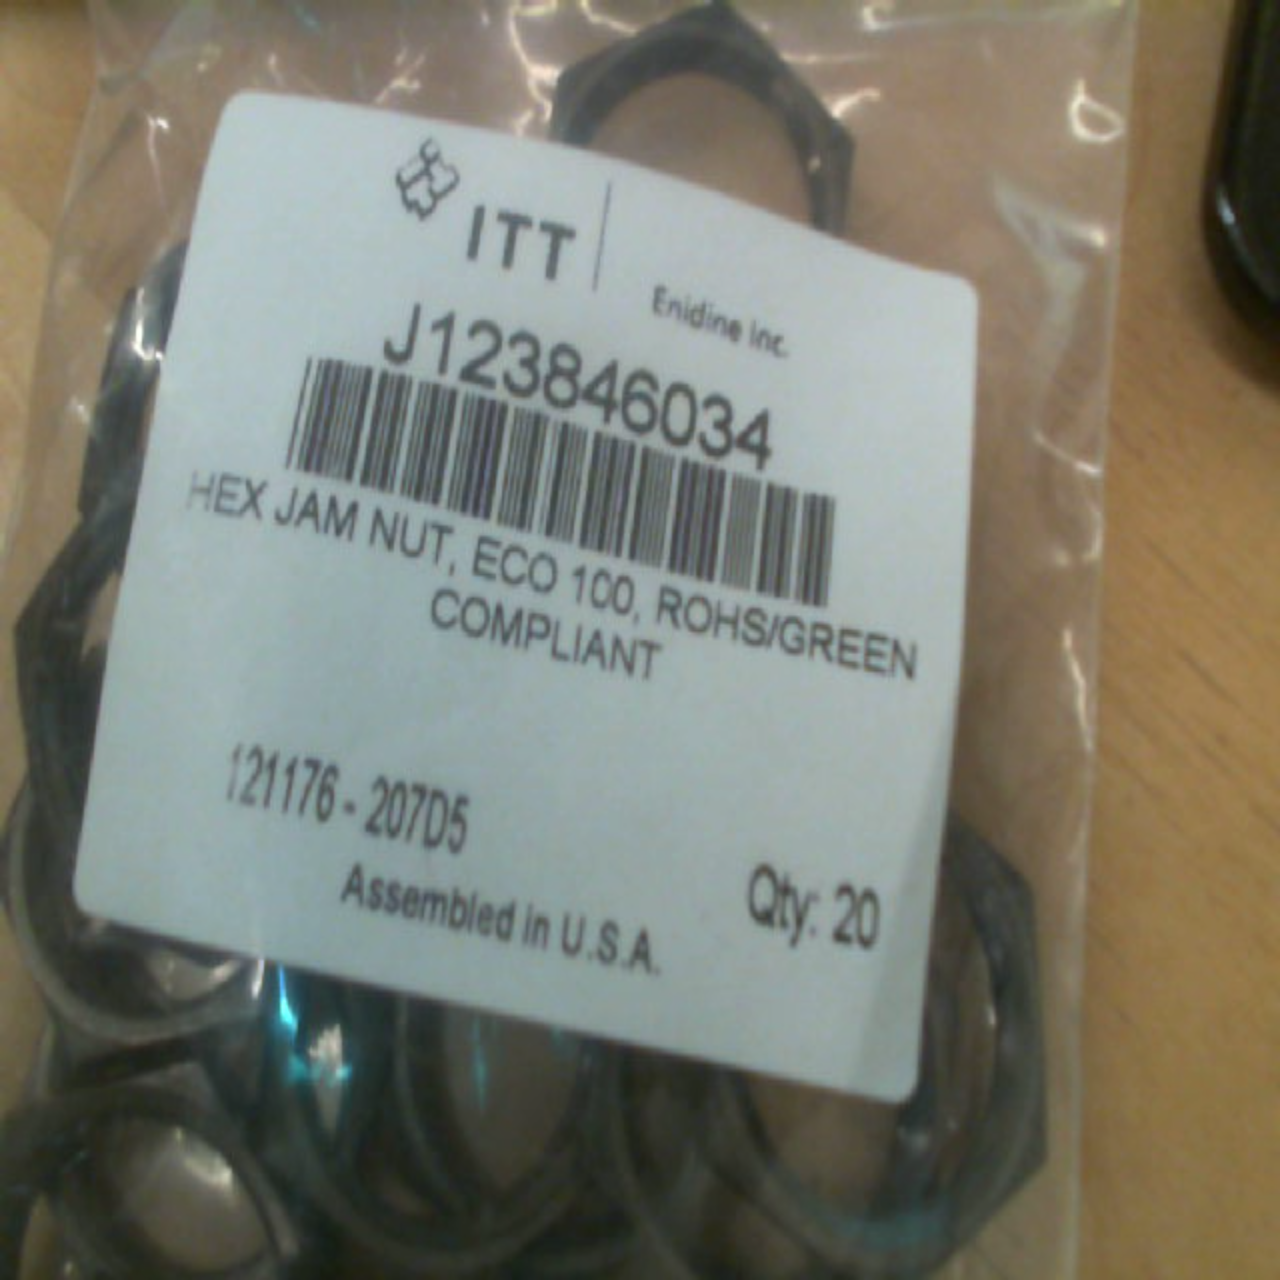 ITT
Enidine Inc.
J123846034
HEX JAM NUT, ECO 100, ROHS/GREEN
COMPLIANT
121176 - 207D5
Qty: 20
Assembled in U.S.A.